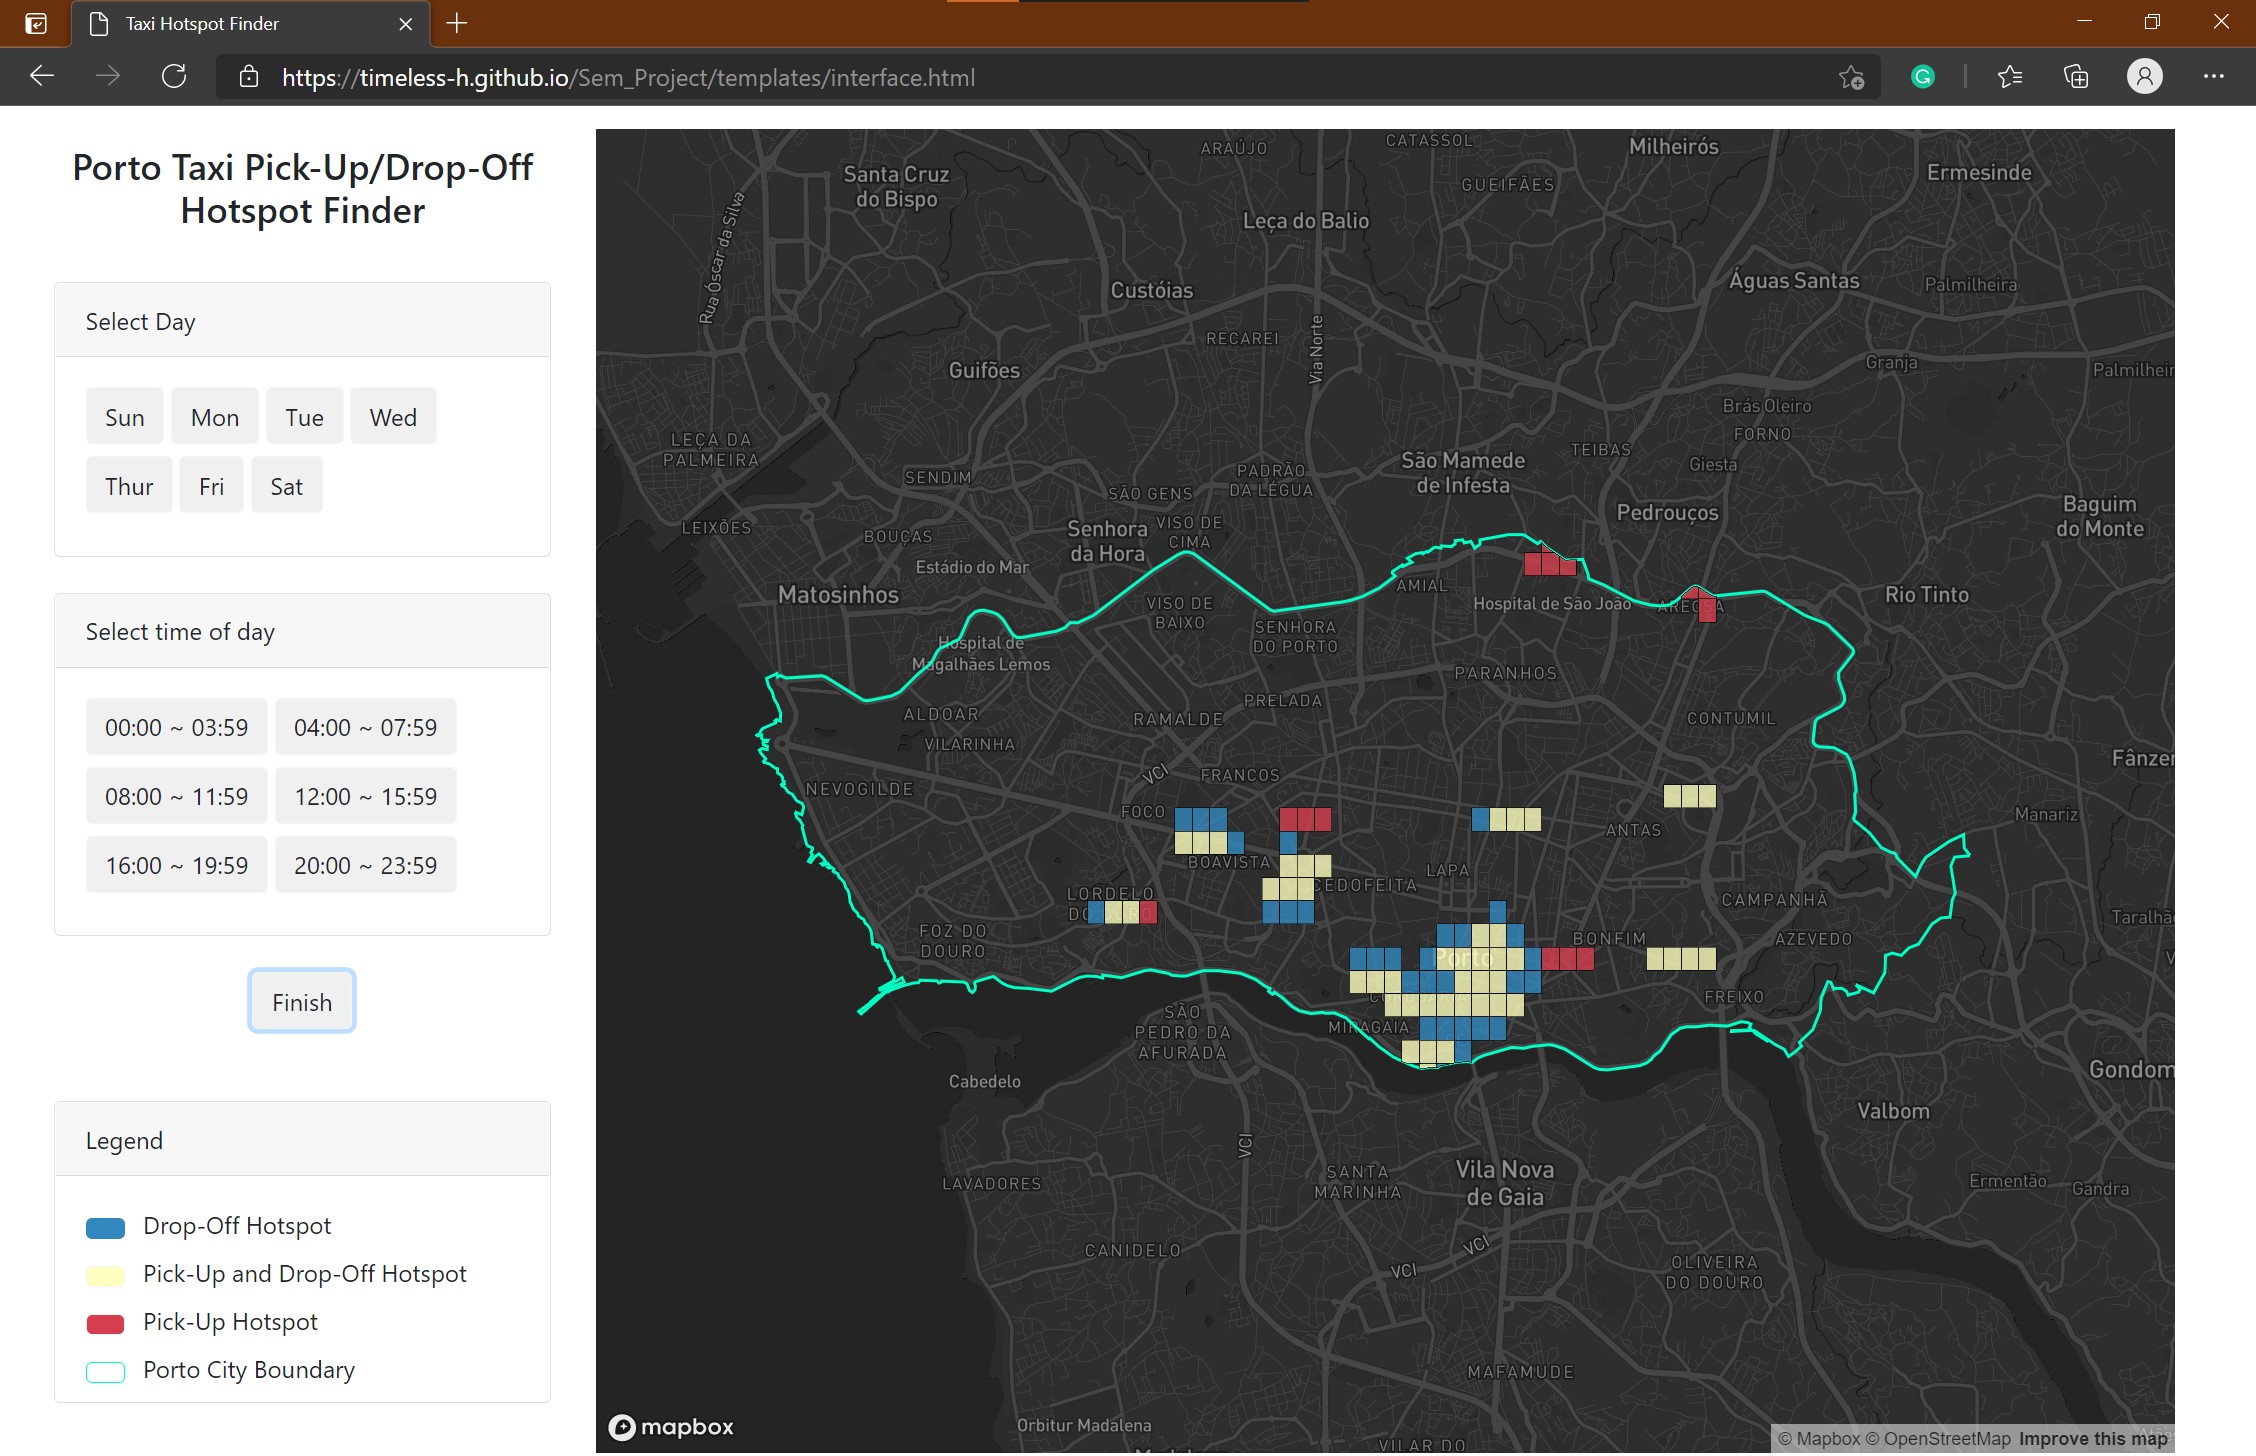 Taxi Hotspot Finder
https://timeless-h.github.io/Sem_Project/templates/interface.html
Porto Taxi Pick-Up/Drop-Off
Hotspot Finder
Select Day
Sun Mon Tue Wed
Thur Fri Sat
Select time of day
00:00 ~ 03:59 04:00 ~ 07:59
08:00 ~ 11:59 12:00 ~ 15:59
16:00 ~ 19:59 20:00 ~ 23:59
Finish
Legend
Drop-Off Hotspot
Pick-Up and Drop-Off Hotspot
Pick-Up Hotspot
Porto City Boundary
ARAÚJO
CATASSOL
Milheirós
Santa Cruz
do Bispo
GUEIFÃES
Ermesinde
Rua Óscar da Silva
Leça do Balio
Custóias
Águas Santas
Palmilheira
RECAREI
Via Norte
Guifões
Granja
Palmilheir
Brás Oleiro
FORNO
LEÇA DA
PALMEIRA
SENDIM
PADRÃO
DA LÉGUA
São Mamede
de Infesta
TEIBAS
Giesta
SÃO GENS
LEIXÕES
BOUÇAS
Senhora
da Hora
VISO DE
CIMA
Pedrouços
Baguim
do Monte
Estádio do Mar
Matosinhos
VISO DE
BAIXO
AMIAL
Hospital de São João
AREOSA
Rio Tinto
Hospital de
Magalhães Lemos
SENHORA
DO PORTO
PARANHOS
PRELADA
ALDOAR
RAMALDE
CONTUMIL
VILARINHA
VCI
FRANCOS
Fânzer
NEVOGILDE
FOCO
ANTAS
Manariz
BOAVISTA
CEDOFEITA
LAPA
LORDELO
DO OURO
CAMPANHÃ
Taralhã
FOZ DO
DOURO
BONFIM
AZEVEDO
Porto
V
CORDOARIA
FREIXO
SÃO
PEDRO DA
AFURADA
MIRAGAIA
Cabedelo
Gondom
Valbom
VCI
LAVADORES
SANTA
MARINHA
Vila Nova
de Gaia
Ermentão
Gandra
CANIDELO
VCI
VCI
OLIVEIRA
DO DOURO
MAFAMUDE
Orbitur Madalena
VILAR DO
mapbox
© Mapbox © OpenStreetMap Improve this map